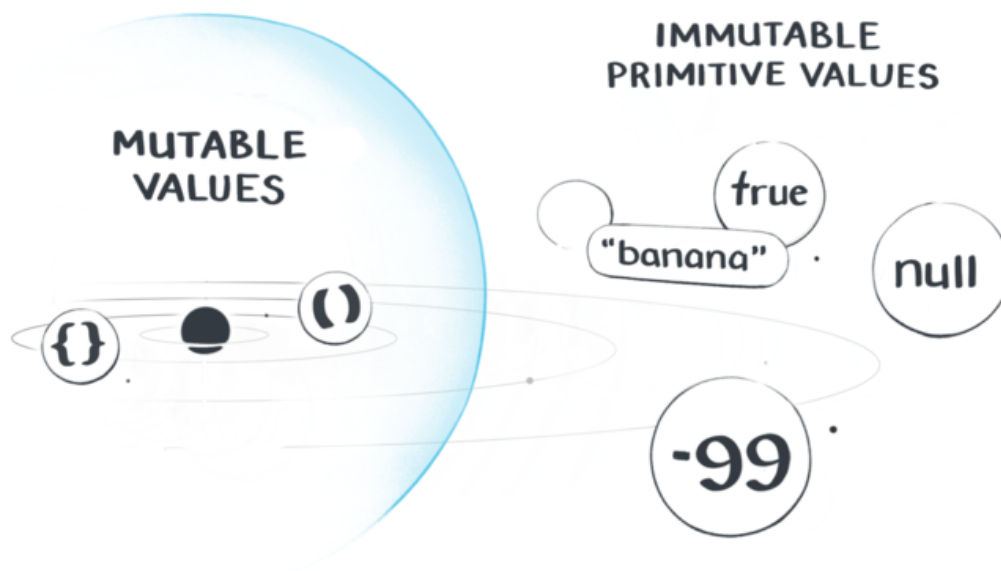 IMMUTABLE
PRIMITIVE VALUES
MUTABLE
VALUES
true
"banana"
null
()
{}
-99